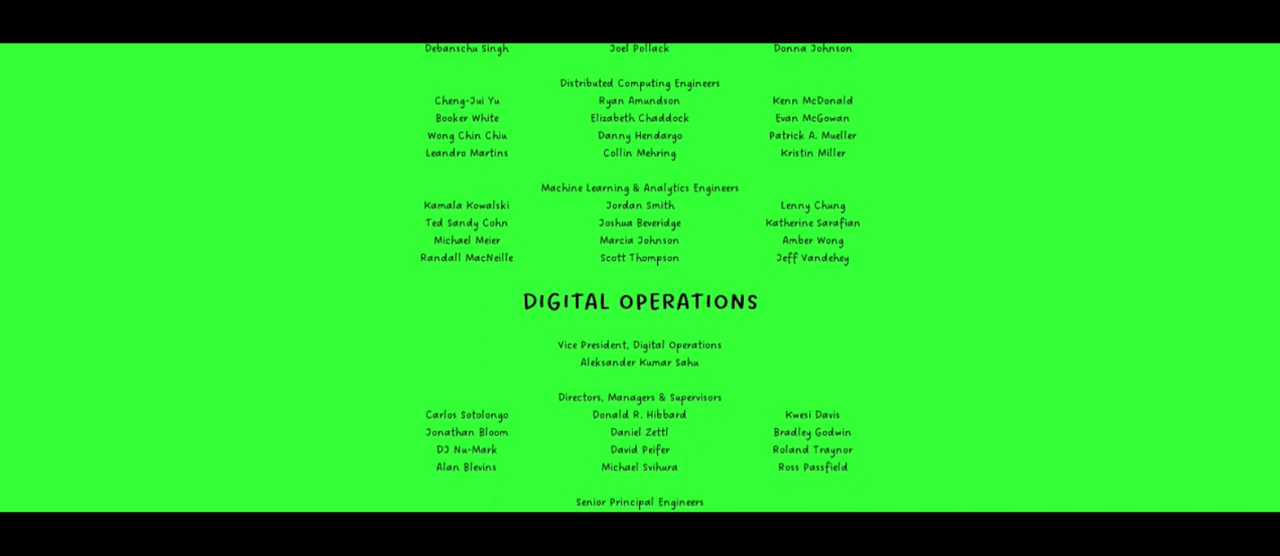 Debanschu Singh Joel Pollack Donna Johnson
Distributed Computing Engineers
Cheng-Jui Yu Ryan Amundson Kenn McDonald
Booker White Elizabeth Chaddock Evan McGowan
Wong Chin Chiu Danny Hendargo Patrick A. Mueller
Leandro Martins Collin Mehring Kristin Miller
Machine Learning & Analytics Engineers
Kamala Kowalski Jordan Smith Lenny Chung
Ted Sandy Cohn Joshua Beveridge Katherine Sarafian
Michael Meier Marcia Johnson Amber Wong
Randall MacNeille Scott Thompson Jeff Vandehey
DIGITAL OPERATIONS
Vice President, Digital Operations
Aleksander Kumar Sahu
Directors, Managers & Supervisors
Carlos Sotolongo Donald R. Hibbard Kwesi Davis
Jonathan Bloom Daniel Zettl Bradley Godwin
DJ Nu-Mark David Peifer Roland Traynor
Alan Blevins Michael Svihura Ross Passfield
Senior Principal Engineers